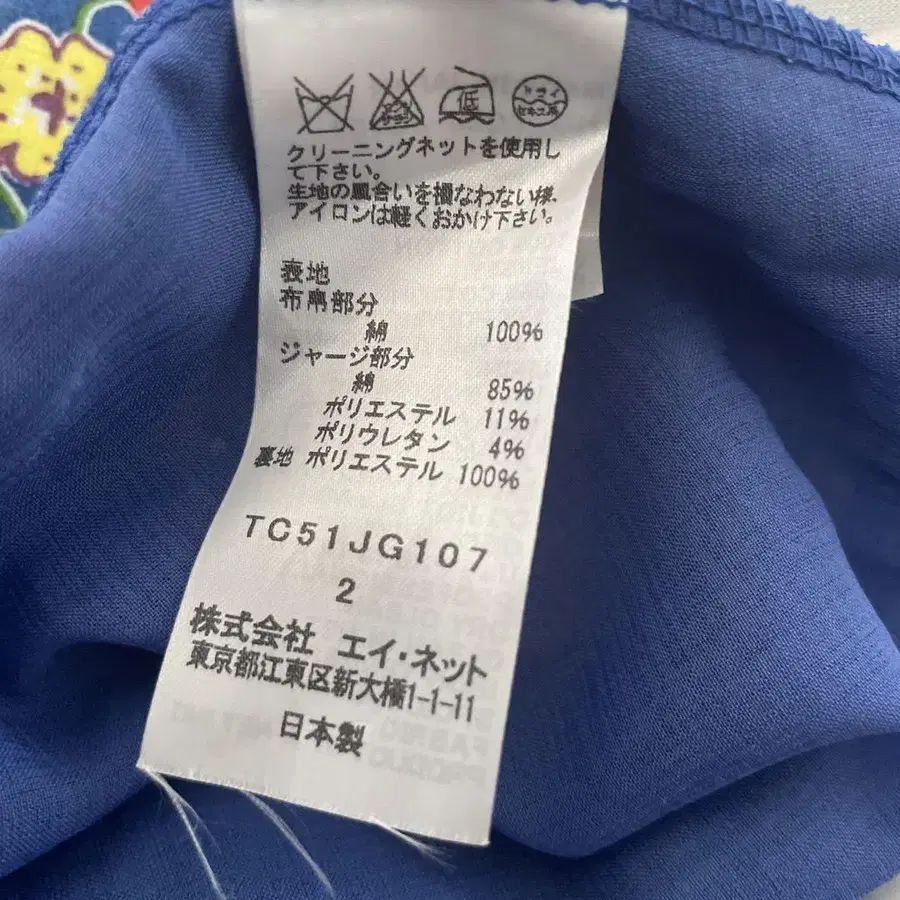 低
ドライ
セキユ系
クリーニングネットを使用し
て下さい。
生地の風合いを損なわない様、
アイロンは軽くおかけ下さい。
表地
布帛部分
綿 100%
ジャージ部分
綿 85%
ポリエステル 11%
ポリウレタン 4%
裏地 ポリエステル 100%
TC51JG107
2
株式会社 エイ・ネット
東京都江東区新大橋1-1-11
日本製